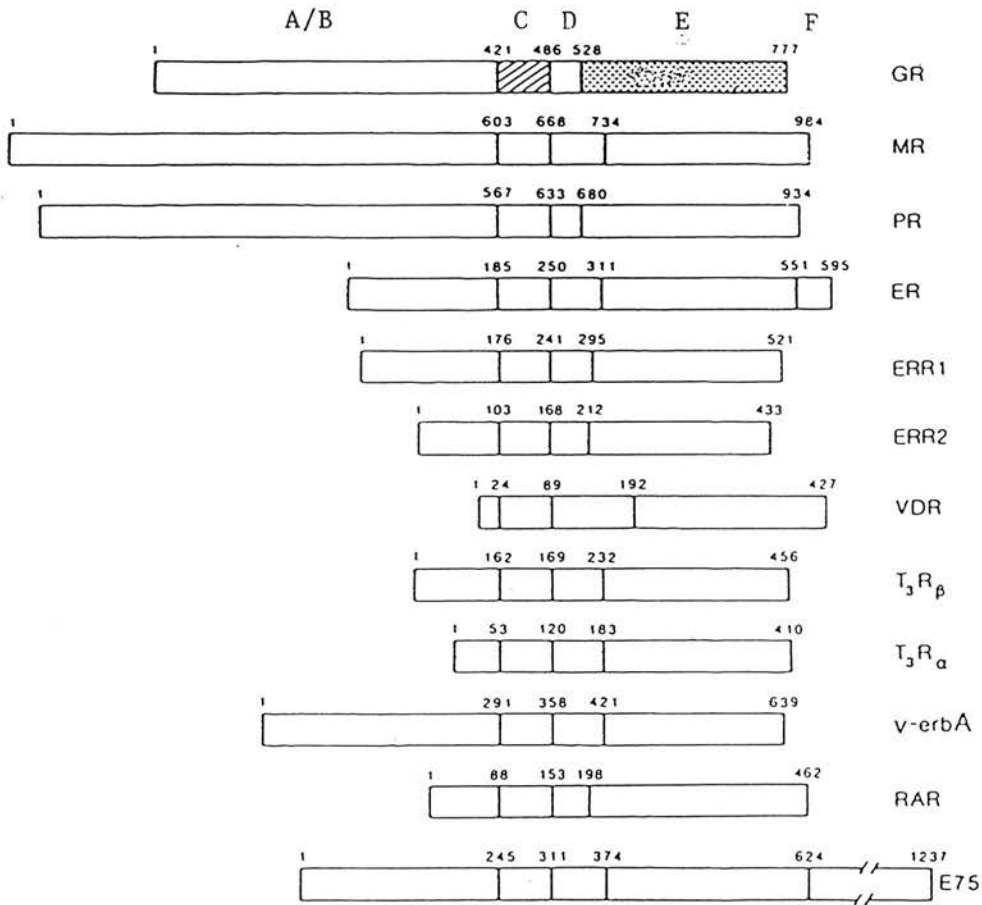 A/B C D E F
1 421 486 528 777
GR
1 603 668 734 984
MR
1 567 633 680 934
PR
1 185 250 311 551 595
ER
1 176 241 295 521
ERR1
1 103 168 212 433
ERR2
1 24 89 192 427
VDR
1 162 169 232 456
T₃Rβ
1 53 120 183 410
T₃Rα
1 291 358 421 639
v-erbA
1 88 153 198 462
RAR
1 245 311 374 624 1237
E75